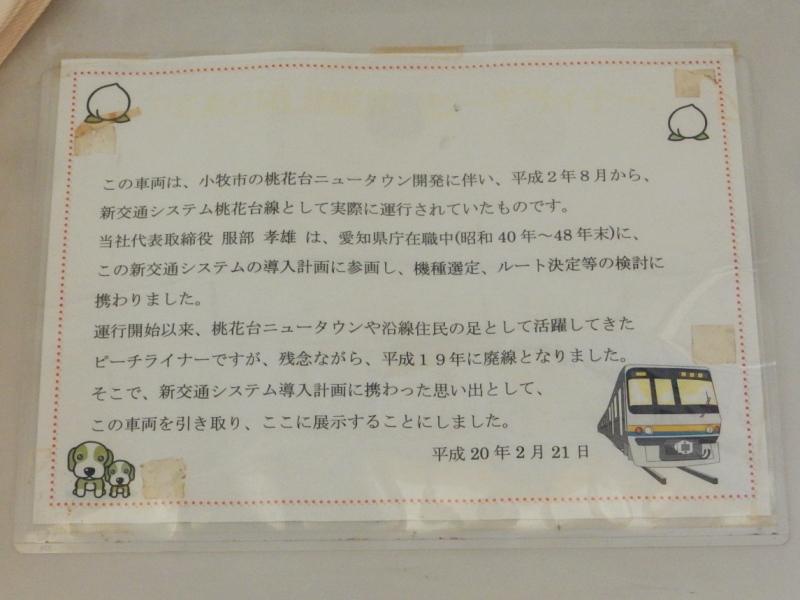 この車両は、小牧市の桃花台ニュータウン開発に伴い、平成２年８月から、
新交通システム桃花台線として実際に運行されていたものです。
当社代表取締役 服部 孝雄 は、愛知県庁在職中(昭和 40 年～48 年末)に、
この新交通システムの導入計画に参画し、機種選定、ルート決定等の検討に
携わりました。
運行開始以来、桃花台ニュータウンや沿線住民の足として活躍してきた
ピーチライナーですが、残念ながら、平成１９年に廃線となりました。
そこで、新交通システム導入計画に携わった思い出として、
この車両を引き取り、ここに展示することにしました。
平成 20 年 2 月 21 日